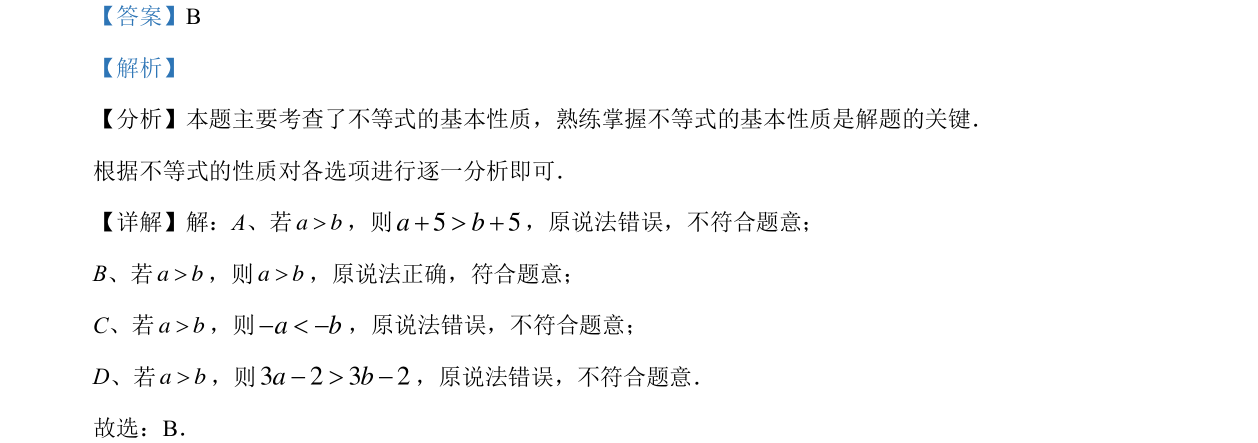 【答案】B
【解析】
【分析】本题主要考查了不等式的基本性质，熟练掌握不等式的基本性质是解题的关键．
根据不等式的性质对各选项进行逐一分析即可．
【详解】解：A、若a＞b，则a+5＞b+5，原说法错误，不符合题意；
B、若a＞b，则a＞b，原说法正确，符合题意；
C、若a＞b，则−a＜−b，原说法错误，不符合题意；
D、若a＞b，则3a−2＞3b−2，原说法错误，不符合题意．
故选：B．